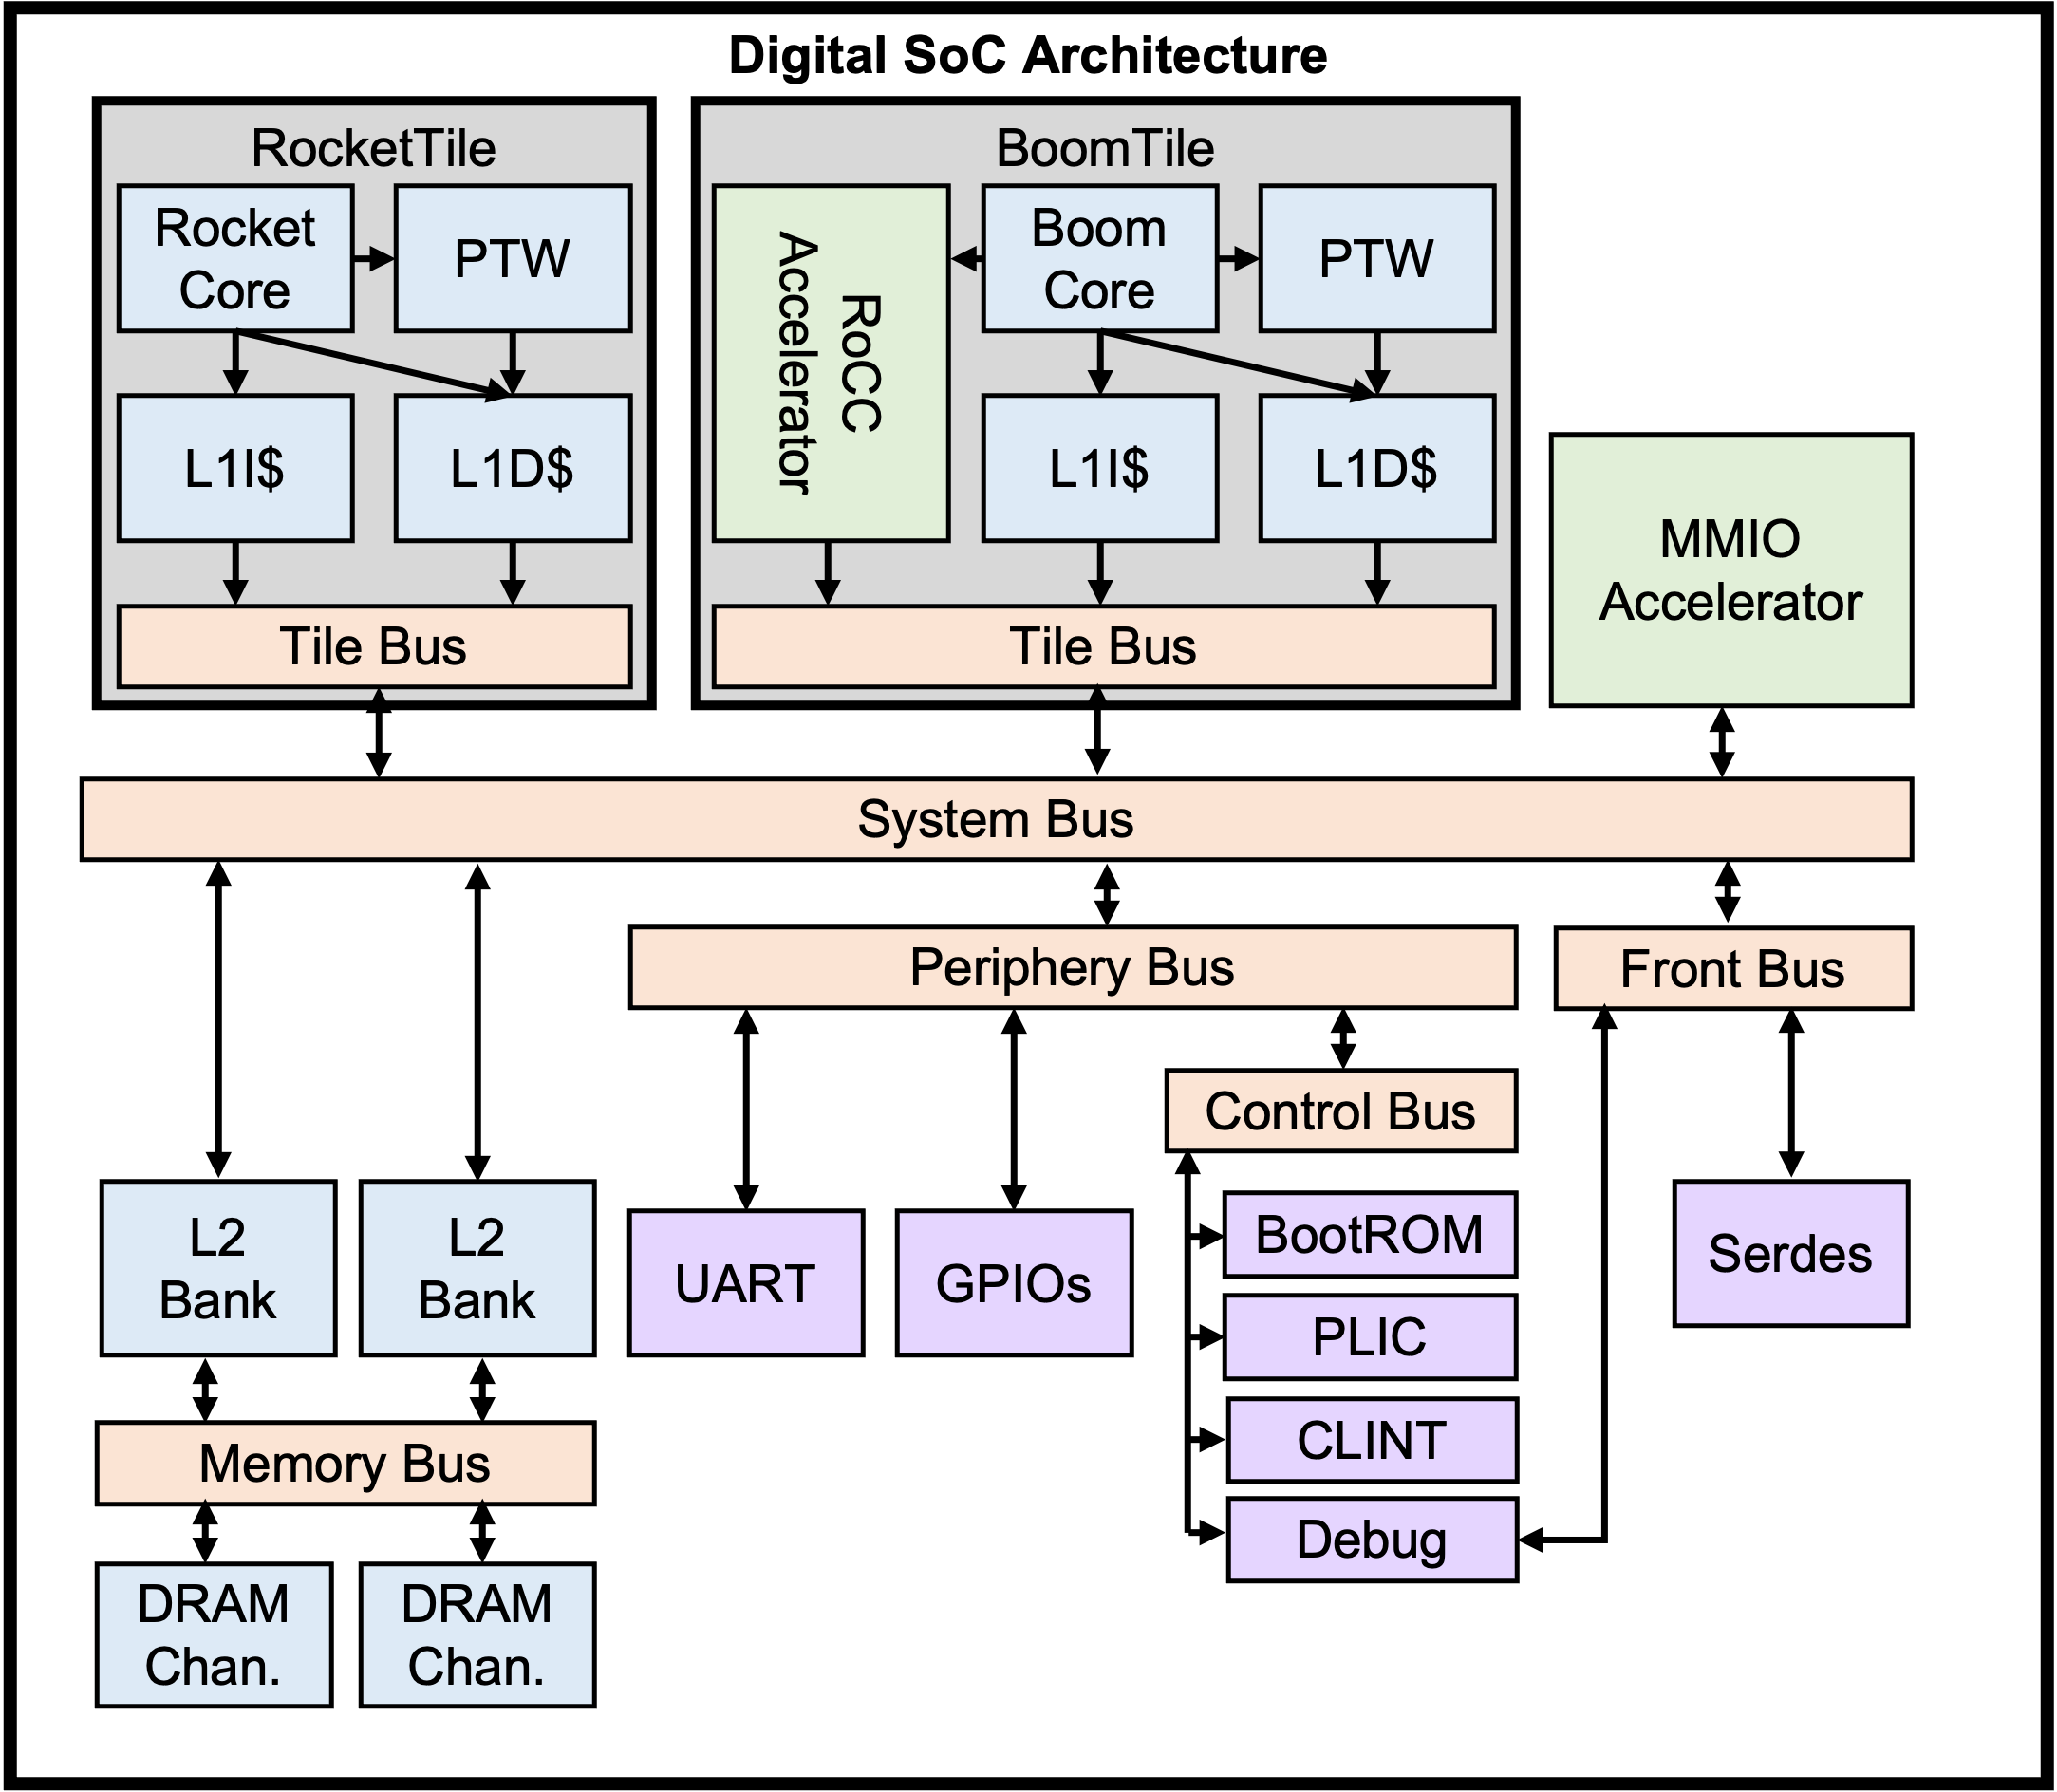 Digital SoC Architecture
RocketTile
Rocket
Core
PTW
L1I$
L1D$
Tile Bus
BoomTile
RoCC
Accelerator
Boom
Core
PTW
L1I$
L1D$
Tile Bus
MMIO
Accelerator
System Bus
Periphery Bus
Front Bus
Control Bus
L2
Bank
L2
Bank
UART
GPIOs
BootROM
PLIC
CLINT
Debug
Serdes
Memory Bus
DRAM
Chan.
DRAM
Chan.